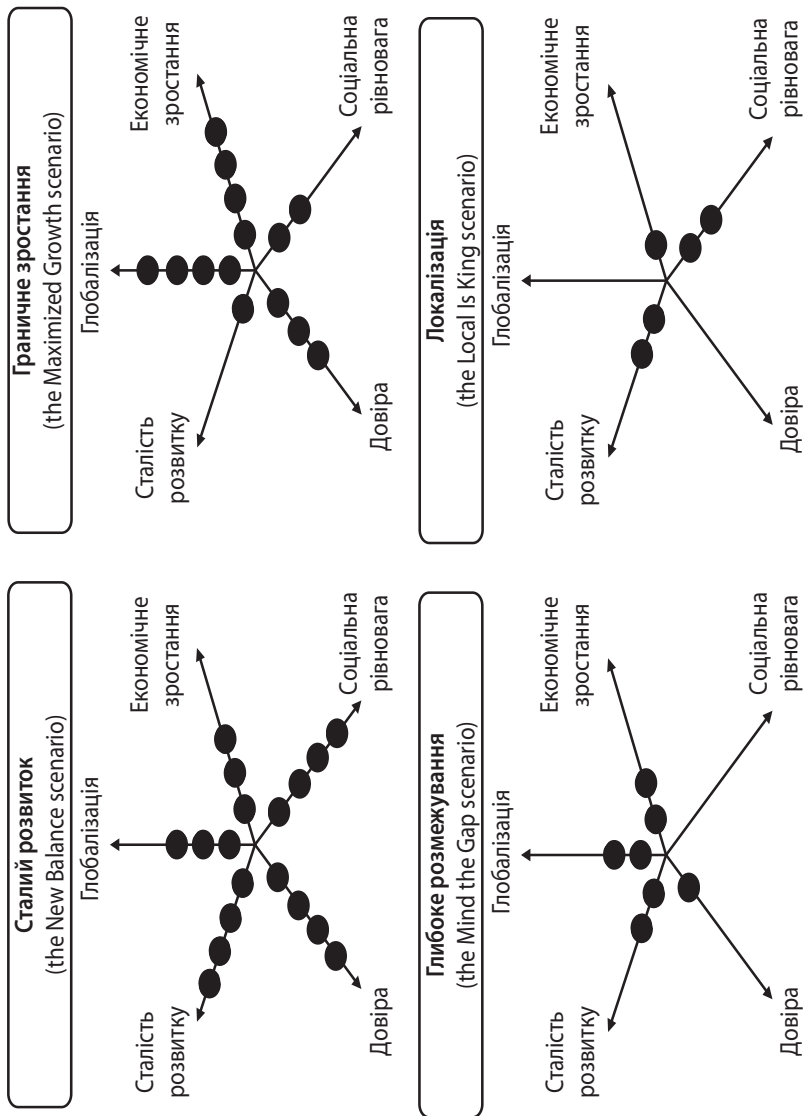 Сталий розвиток
(the New Balance scenario)
Глобалізація
Економічне
зростання
Сталість
розвитку
Соціальна
рівновага
Довіра
Граничне зростання
(the Maximized Growth scenario)
Глобалізація
Економічне
зростання
Сталість
розвитку
Соціальна
рівновага
Довіра
Глибоке розмежування
(the Mind the Gap scenario)
Глобалізація
Економічне
зростання
Сталість
розвитку
Соціальна
рівновага
Довіра
Локалізація
(the Local Is King scenario)
Глобалізація
Економічне
зростання
Сталість
розвитку
Соціальна
рівновага
Довіра